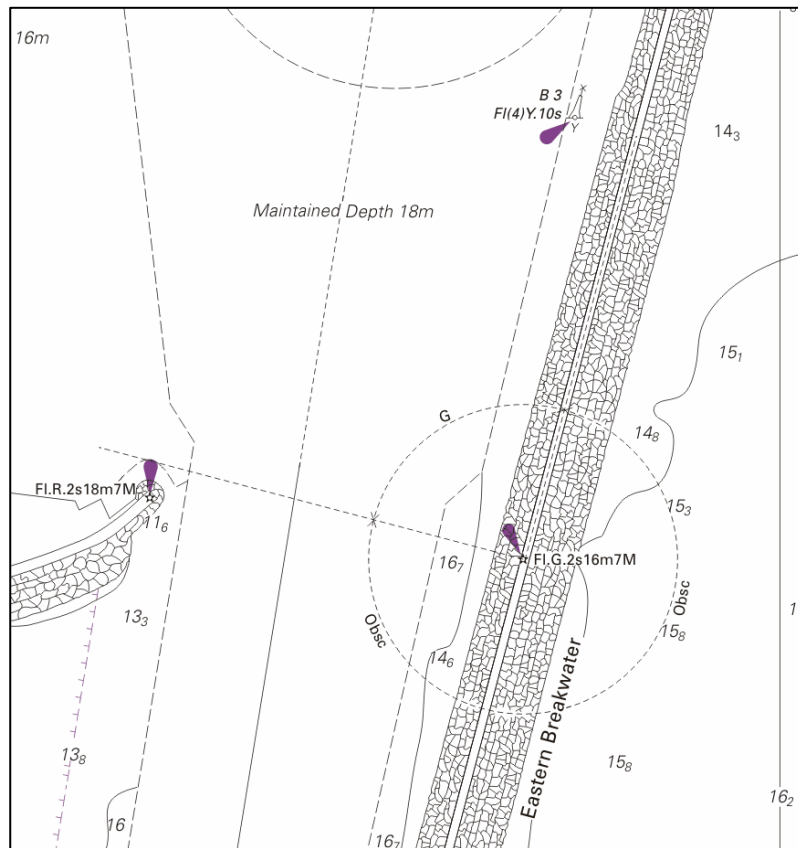 16m
B 3
Fl(4)Y.10s
Y
14₃
Maintained Depth 18m
15₁
G
14₈
Fl.R.2s18m7M
11₆
15₃
16₇
Fl.G.2s16m7M
13₃
Obsc
Obsc
15₈
14₆
Eastern Breakwater
13₈
15₈
16₂
16
16₇